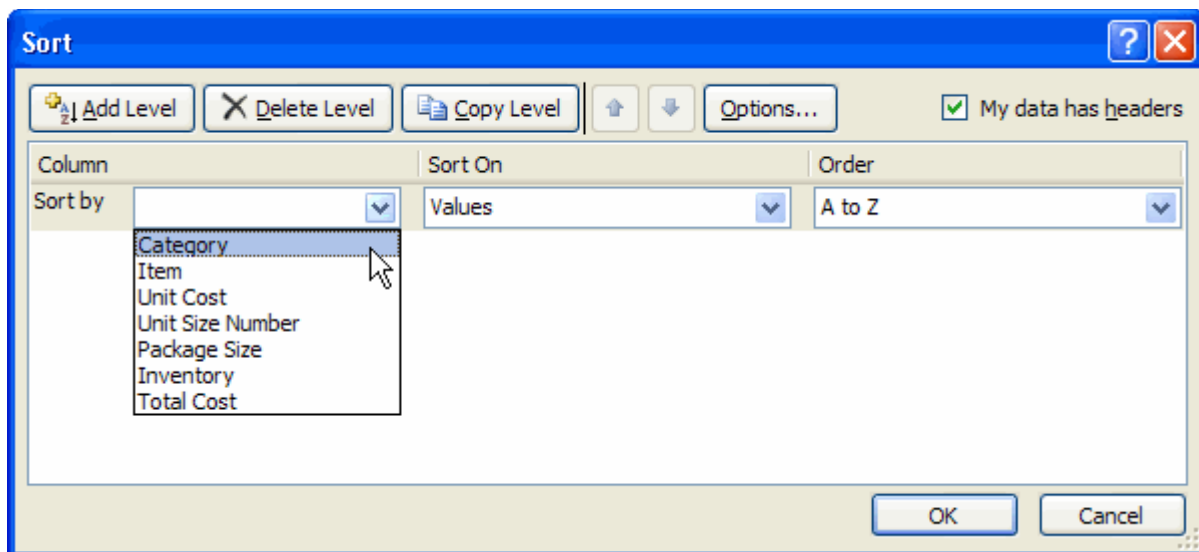 Sort
Add Level Delete Level Copy Level Options... My data has headers
Column Sort On Order
Sort by Values A to Z
Category
Item
Unit Cost
Unit Size Number
Package Size
Inventory
Total Cost
OK Cancel